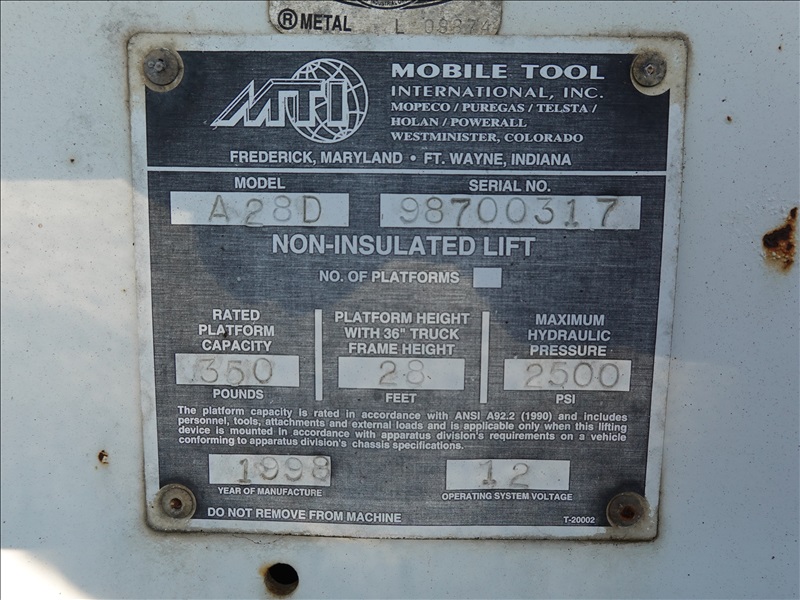 ® METAL L 09674
MTI
MOBILE TOOL
INTERNATIONAL, INC.
MOPECO / PUREGAS / TELSTA /
HOLAN / POWERALL
WESTMINISTER, COLORADO
FREDERICK, MARYLAND • FT. WAYNE, INDIANA
MODEL SERIAL NO.
A28D 98700317
NON-INSULATED LIFT
NO. OF PLATFORMS
RATED PLATFORM CAPACITY
350
POUNDS
PLATFORM HEIGHT WITH 36" TRUCK FRAME HEIGHT
28
FEET
MAXIMUM HYDRAULIC PRESSURE
2500
PSI
The platform capacity is rated in accordance with ANSI A92.2 (1990) and includes
personnel, tools, attachments and external loads and is applicable only when this lifting
device is mounted in accordance with apparatus division's requirements on a vehicle
conforming to apparatus division's chassis specifications.
1998 12
YEAR OF MANUFACTURE OPERATING SYSTEM VOLTAGE
DO NOT REMOVE FROM MACHINE T-20002